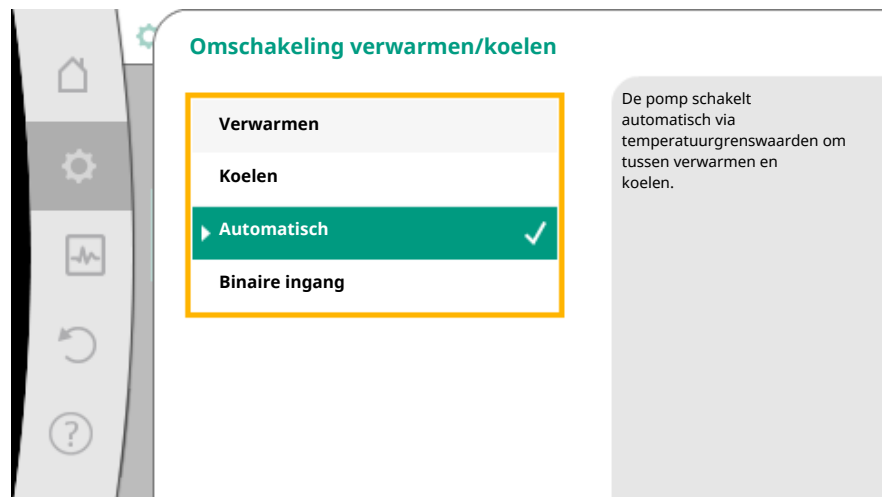 Omschakeling verwarmen/koelen
Verwarmen
Koelen
Automatisch
Binaire ingang
De pomp schakelt
automatisch via
temperatuurgrenswaarden om
tussen verwarmen en
koelen.
?